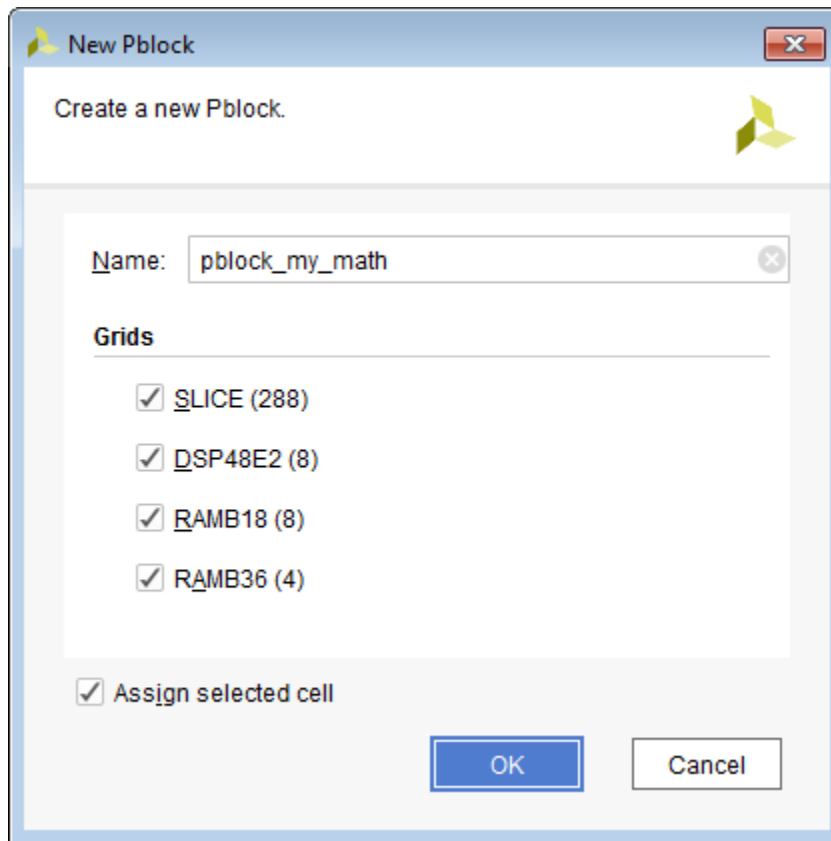 New Pblock
Create a new Pblock.
Name: pblock_my_math
Grids
SLICE (288)
DSP48E2 (8)
RAMB18 (8)
RAMB36 (4)
Assign selected cell
OK Cancel